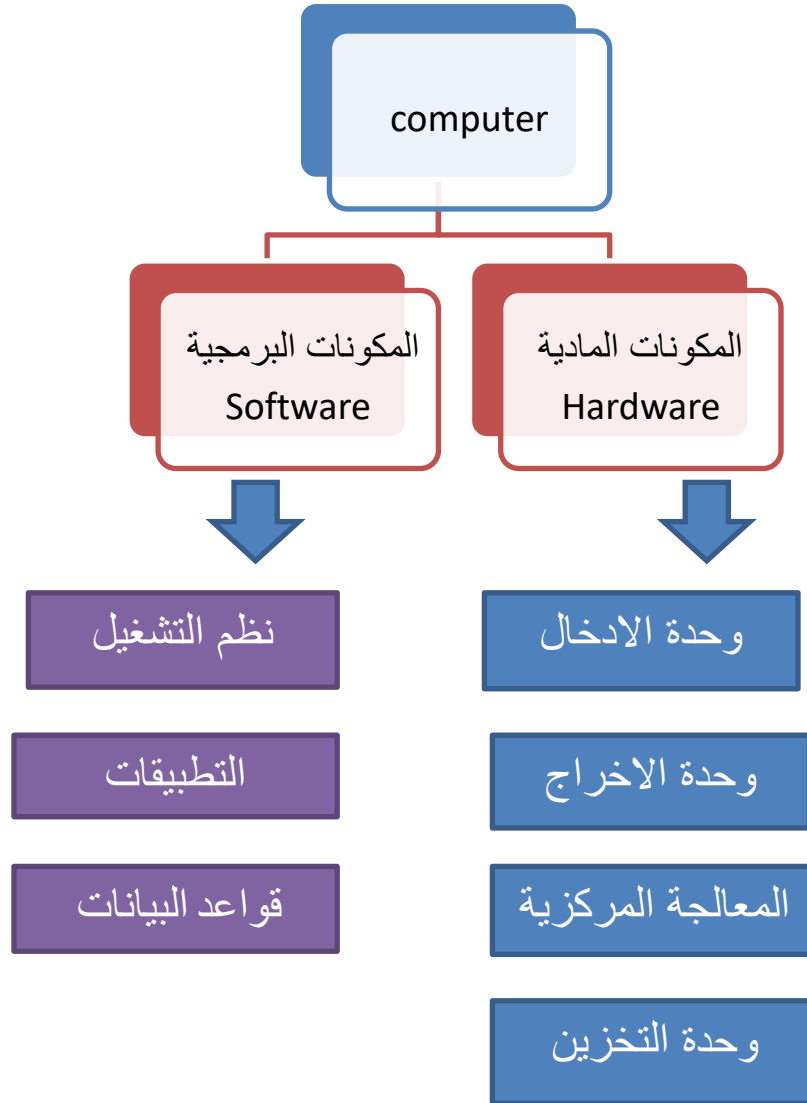 computer
المكونات المادية
Hardware
المكونات البرمجية
Software
وحدة الادخال
وحدة الاخراج
المعالجة المركزية
وحدة التخزين
نظم التشغيل
التطبيقات
قواعد البيانات